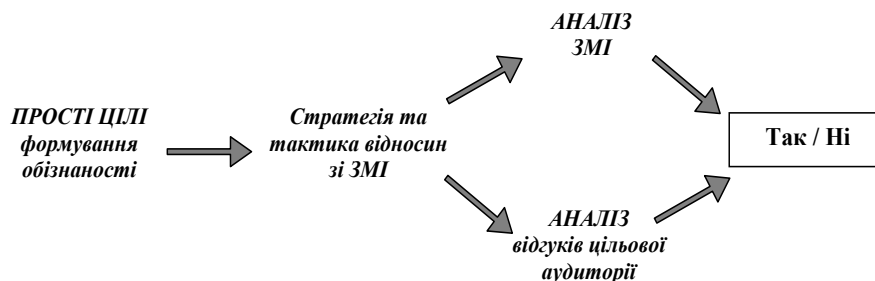 ПРОСТІ ЦІЛІ
формування
обізнаності
Стратегія та
тактика відносин
зі ЗМІ
АНАЛІЗ
ЗМІ
АНАЛІЗ
відгуків цільової
аудиторії
Так / Ні